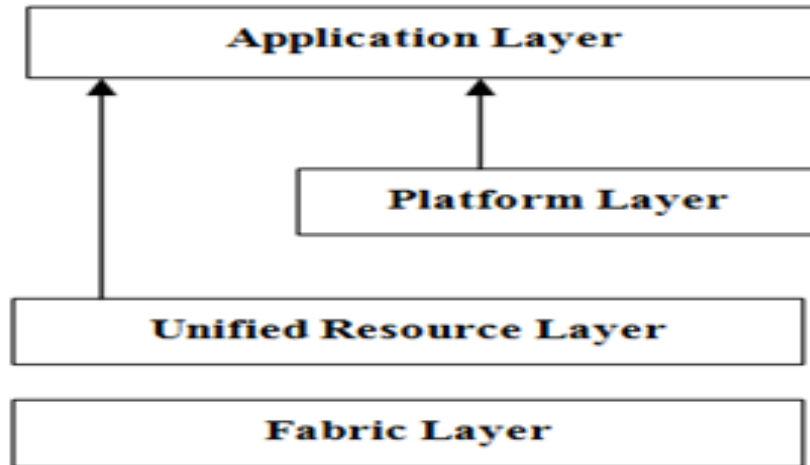 Application Layer
Platform Layer
Unified Resource Layer
Fabric Layer